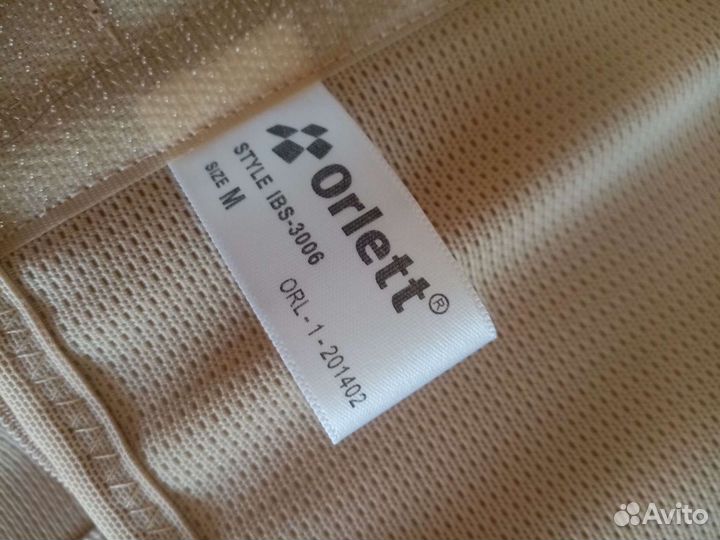 Orlett®
STYLE IBS-3006
SIZE M
ORL - 1 - 201402
Avito